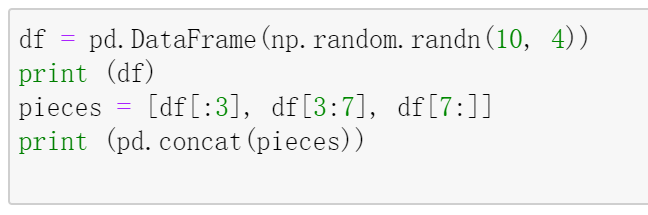 df = pd.DataFrame(np.random.randn(10, 4))
print (df)
pieces = [df[:3], df[3:7], df[7:]]
print (pd.concat(pieces))